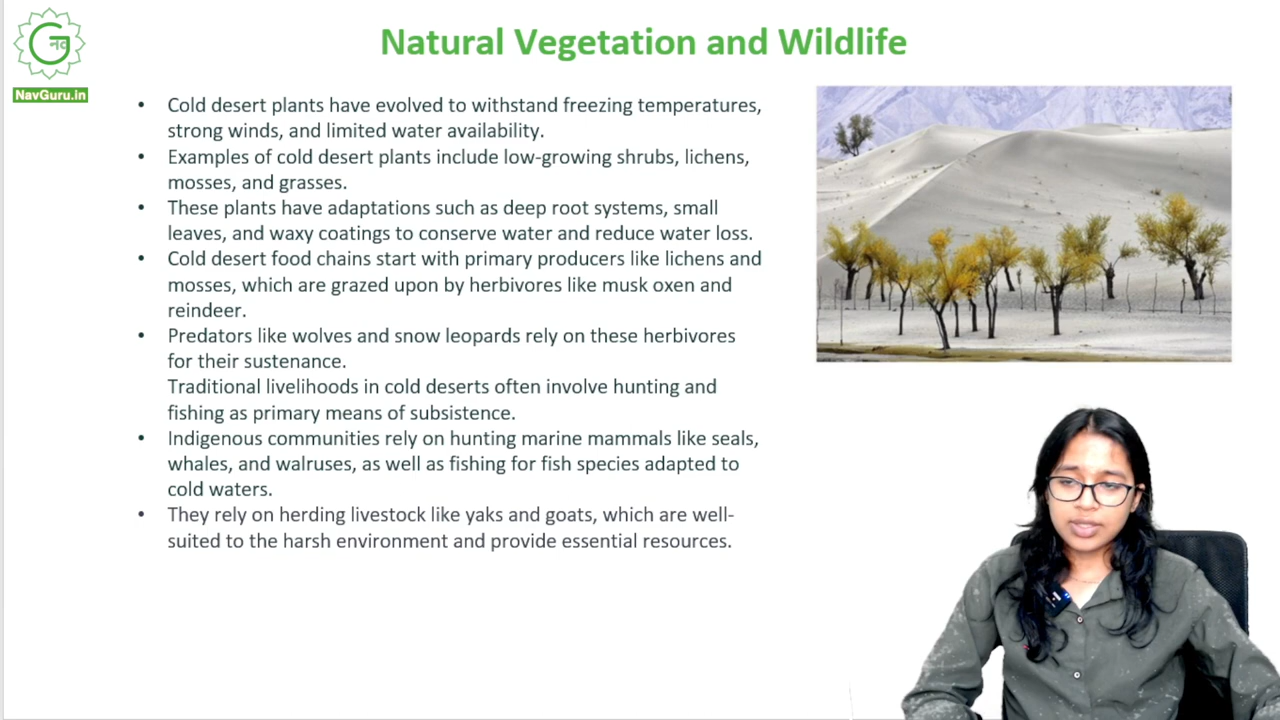 नव
NavGuru.in
Natural Vegetation and Wildlife
• Cold desert plants have evolved to withstand freezing temperatures,
strong winds, and limited water availability.
• Examples of cold desert plants include low-growing shrubs, lichens,
mosses, and grasses.
• These plants have adaptations such as deep root systems, small
leaves, and waxy coatings to conserve water and reduce water loss.
• Cold desert food chains start with primary producers like lichens and
mosses, which are grazed upon by herbivores like musk oxen and
reindeer.
• Predators like wolves and snow leopards rely on these herbivores
for their sustenance.
Traditional livelihoods in cold deserts often involve hunting and
fishing as primary means of subsistence.
• Indigenous communities rely on hunting marine mammals like seals,
whales, and walruses, as well as fishing for fish species adapted to
cold waters.
• They rely on herding livestock like yaks and goats, which are well-
suited to the harsh environment and provide essential resources.